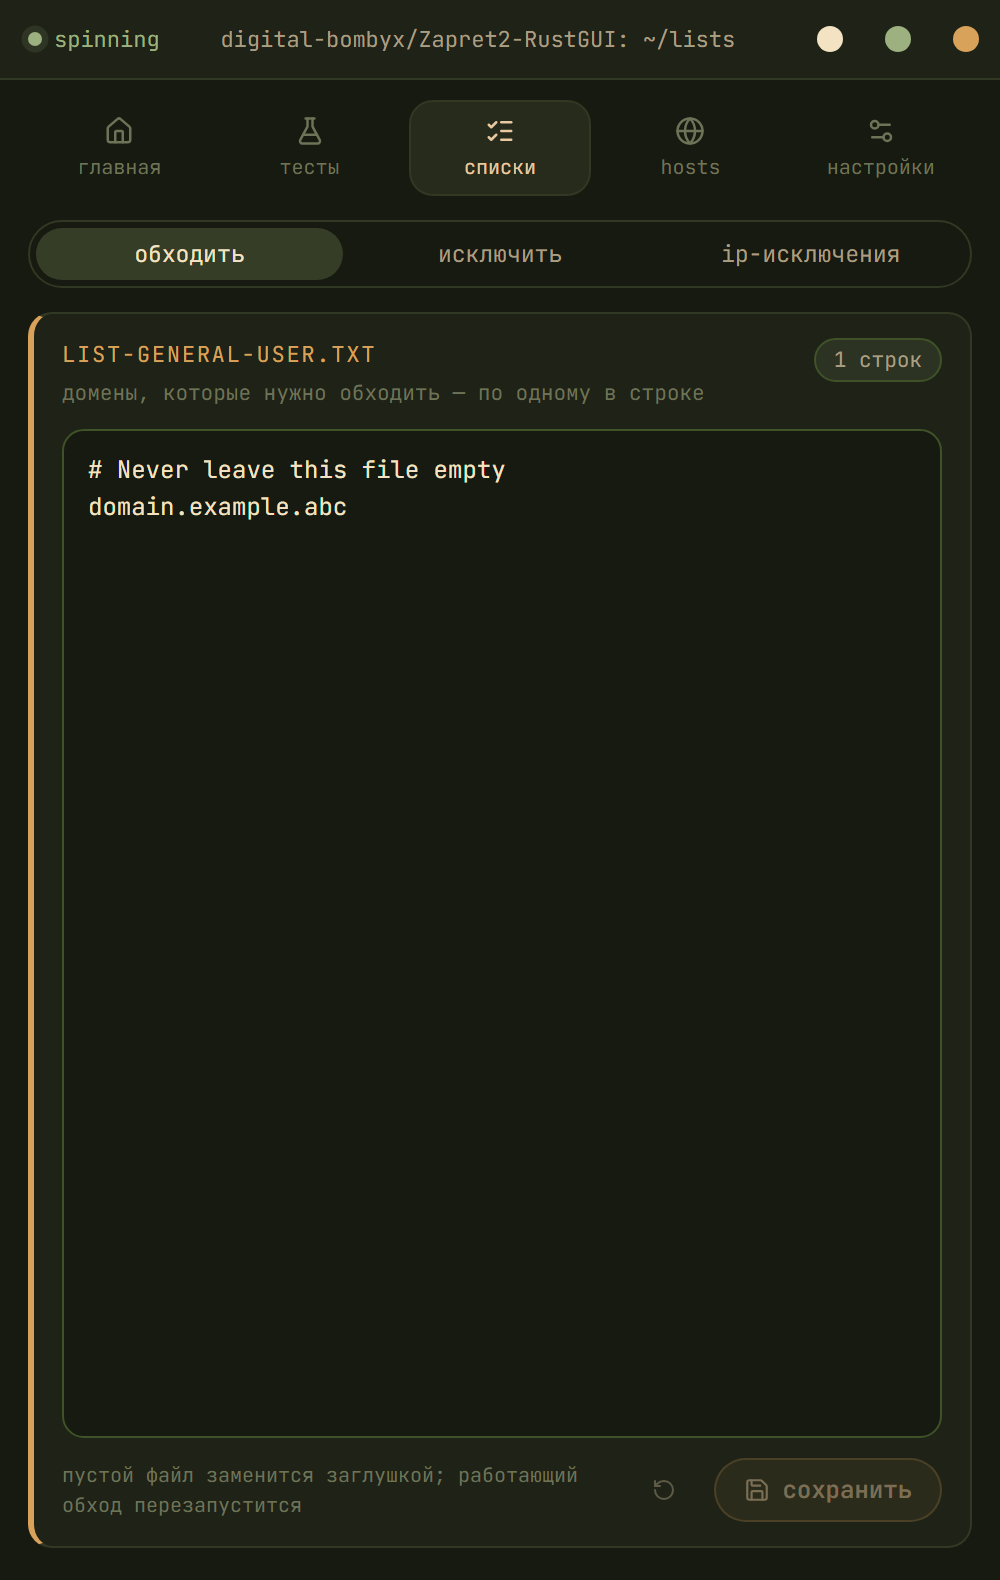 spinning
digital-bombyx/Zapret2-RustGUI: ~/lists
главная
тесты
списки
hosts
настройки
обходить
исключить
ip-исключения
LIST-GENERAL-USER.TXT
1 строк
домены, которые нужно обходить — по одному в строке
# Never leave this file empty
domain.example.abc
пустой файл заменится заглушкой; работающий
обход перезапустится
сохранить